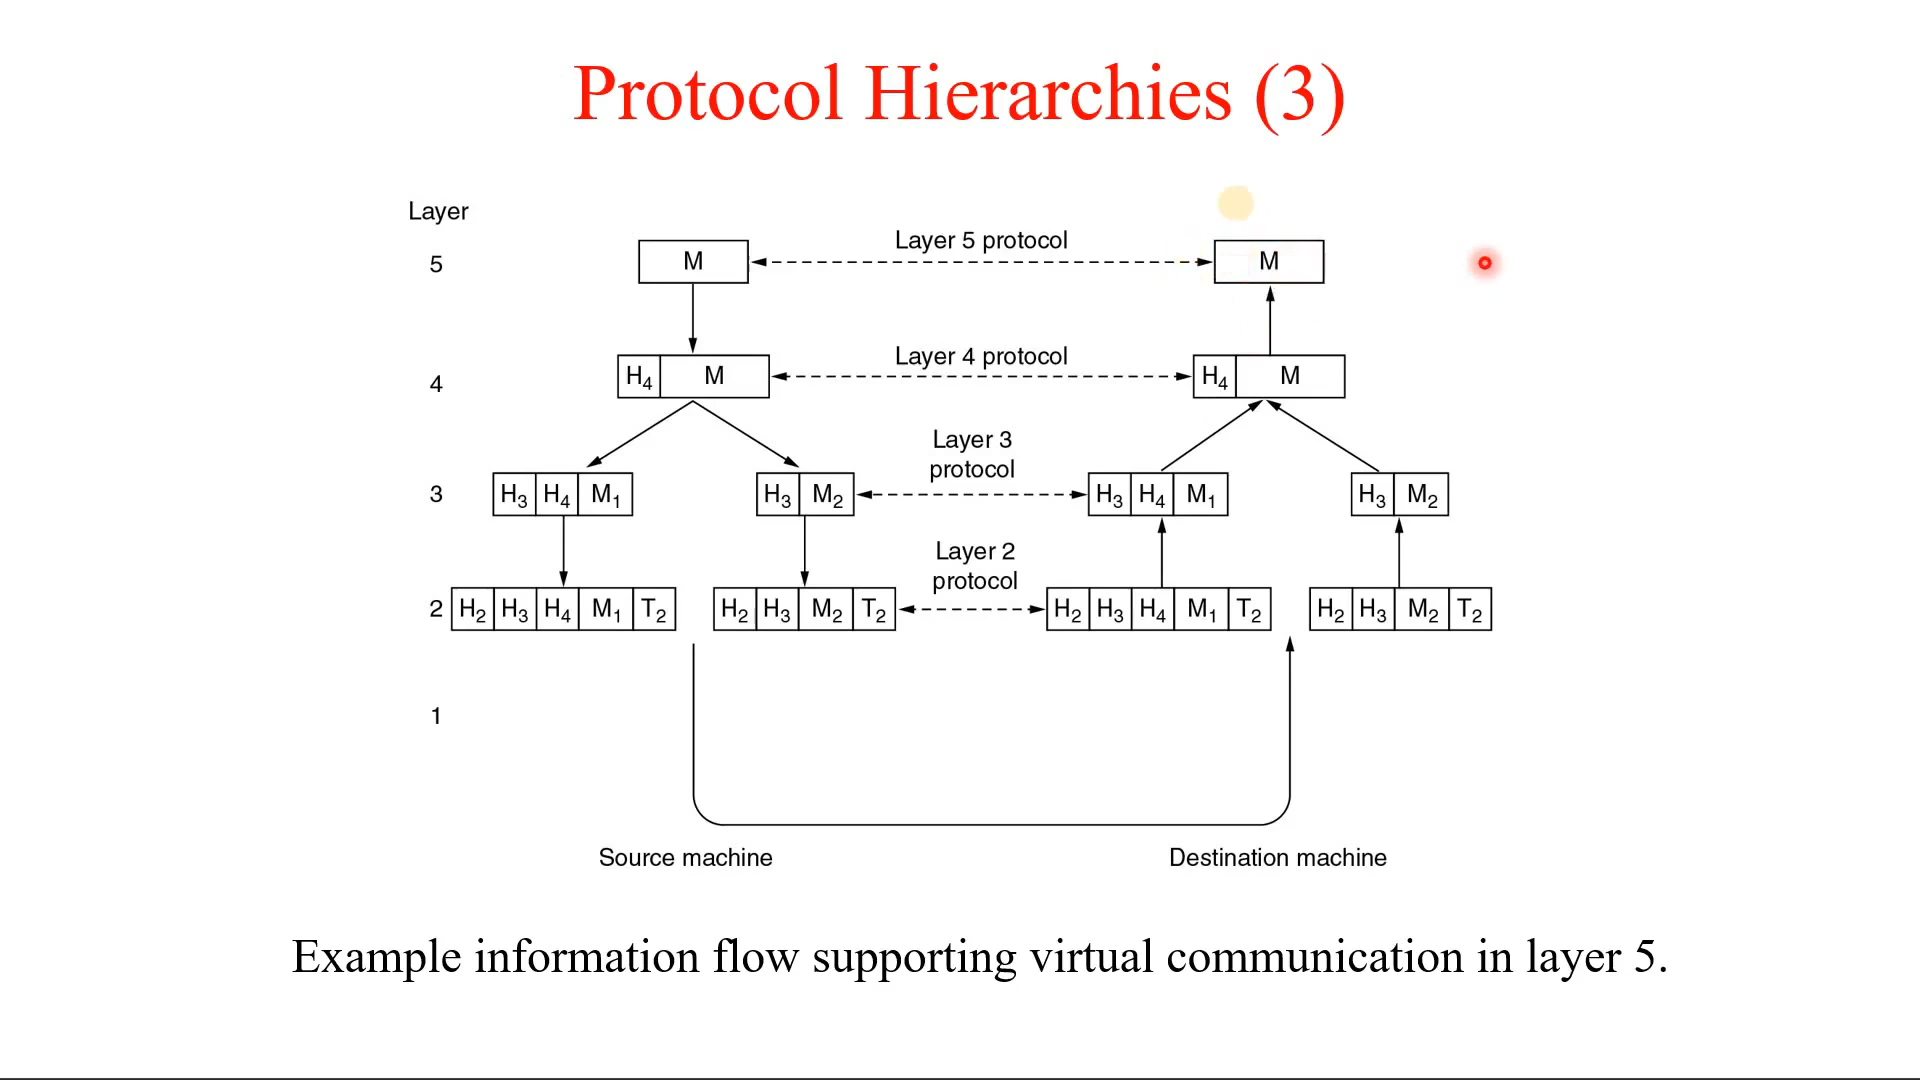 Protocol Hierarchies (3)
Layer
5
M
Layer 5 protocol
M
4
H4 M
Layer 4 protocol
H4 M
3
H3 H4 M1
H3 M2
Layer 3
protocol
H3 H4 M1
H3 M2
2
H2 H3 H4 M1 T2
H2 H3 M2 T2
Layer 2
protocol
H2 H3 H4 M1 T2
H2 H3 M2 T2
1
Source machine
Destination machine
Example information flow supporting virtual communication in layer 5.